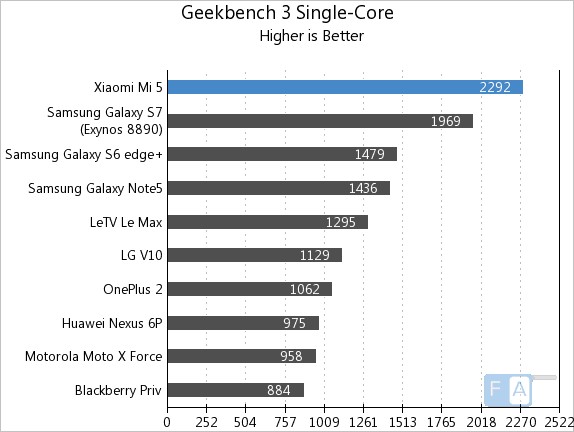 Geekbench 3 Single-Core
Higher is Better
Xiaomi Mi 5 2292
Samsung Galaxy S7
(Exynos 8890) 1969
Samsung Galaxy S6 edge+ 1479
Samsung Galaxy Note5 1436
LeTV Le Max 1295
LG V10 1129
OnePlus 2 1062
Huawei Nexus 6P 975
Motorola Moto X Force 958
Blackberry Priv 884
F A
0 252 504 757 1009 1261 1513 1765 2018 2270 2522